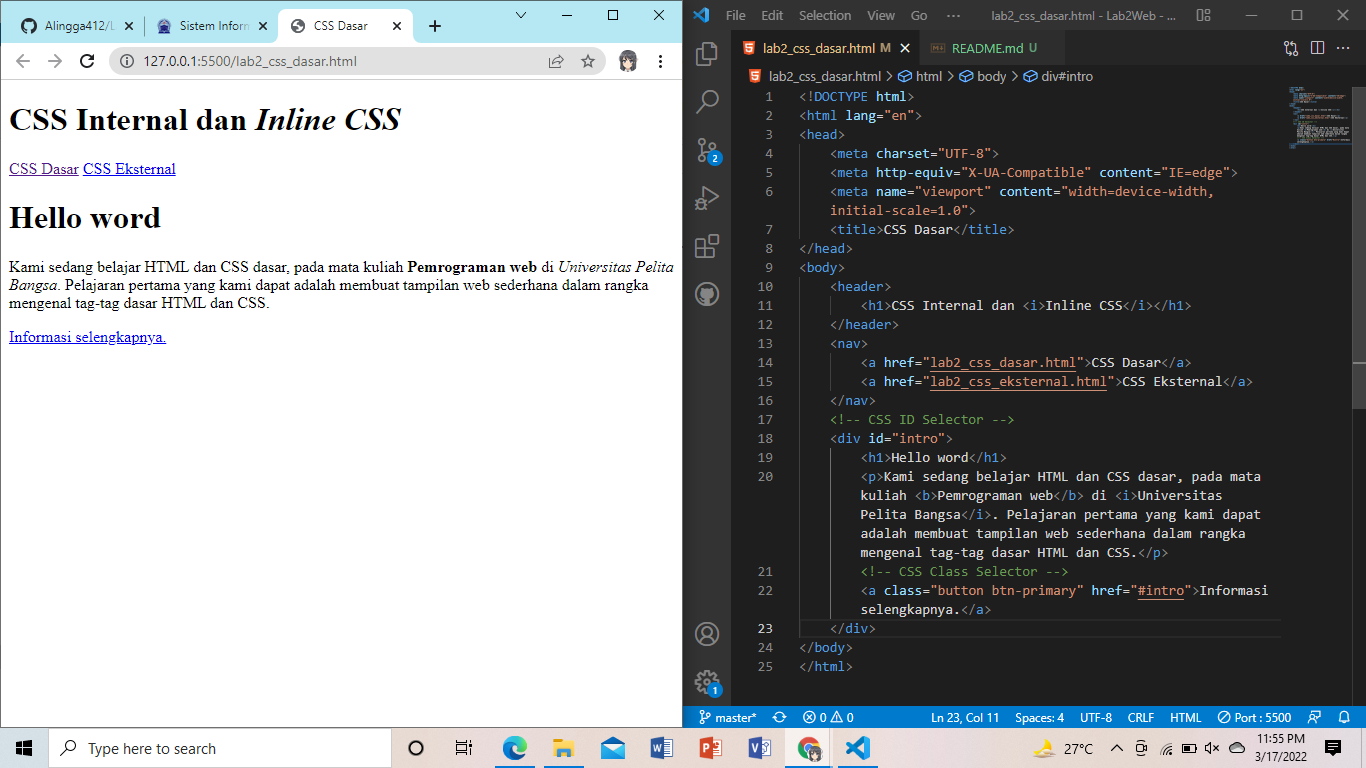 Alingga412/L
Sistem Inform
CSS Dasar
127.0.0.1:5500/lab2_css_dasar.html
CSS Internal dan Inline CSS
CSS Dasar CSS Eksternal
Hello word
Kami sedang belajar HTML dan CSS dasar, pada mata kuliah Pemrograman web di Universitas Pelita
Bangsa. Pelajaran pertama yang kami dapat adalah membuat tampilan web sederhana dalam rangka
mengenal tag-tag dasar HTML dan CSS.
Informasi selengkapnya.
File Edit Selection View Go ··· lab2_css_dasar.html - Lab2Web - ...
lab2_css_dasar.html M
README.md U
lab2_css_dasar.html > html > body > div#intro
1 <!DOCTYPE html>
2 <html lang="en">
3 <head>
4 <meta charset="UTF-8">
5 <meta http-equiv="X-UA-Compatible" content="IE=edge">
6 <meta name="viewport" content="width=device-width,
initial-scale=1.0">
7 <title>CSS Dasar</title>
8 </head>
9 <body>
10 <header>
11 <h1>CSS Internal dan <i>Inline CSS</i></h1>
12 </header>
13 <nav>
14 <a href="lab2_css_dasar.html">CSS Dasar</a>
15 <a href="lab2_css_eksternal.html">CSS Eksternal</a>
16 </nav>
17 <!-- CSS ID Selector -->
18 <div id="intro">
19 <h1>Hello word</h1>
20 <p>Kami sedang belajar HTML dan CSS dasar, pada mata
kuliah <b>Pemrograman web</b> di <i>Universitas
Pelita Bangsa</i>. Pelajaran pertama yang kami dapat
adalah membuat tampilan web sederhana dalam rangka
mengenal tag-tag dasar HTML dan CSS.</p>
21 <!-- CSS Class Selector -->
22 <a class="button btn-primary" href="#intro">Informasi
selengkapnya.</a>
23 </div>
24 </body>
25 </html>
2
1
master* 0 0 Ln 23, Col 11 Spaces: 4 UTF-8 CRLF HTML Port : 5500
Type here to search
27°C
11:55 PM
3/17/2022